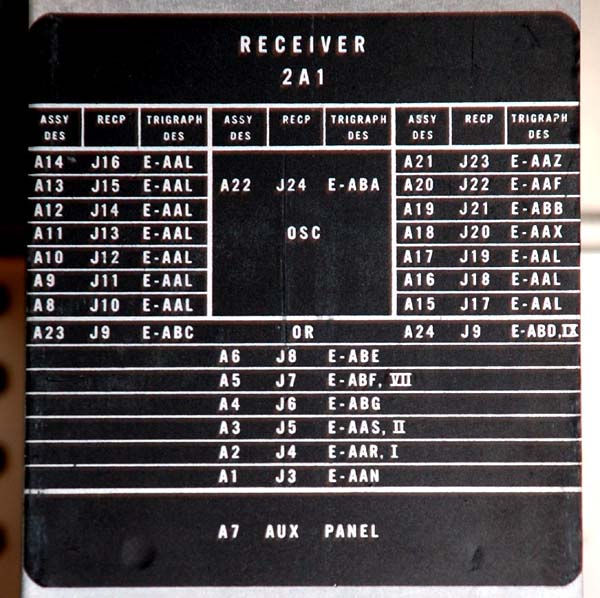 RECEIVER
2A1
ASSY DES RECP TRIGRAPH DES ASSY DES RECP TRIGRAPH DES ASSY DES RECP TRIGRAPH DES
A14 J16 E-AAL A21 J23 E-AAZ
A13 J15 E-AAL A22 J24 E-ABA A20 J22 E-AAF
A12 J14 E-AAL A19 J21 E-ABB
A11 J13 E-AAL OSC A18 J20 E-AAX
A10 J12 E-AAL A17 J19 E-AAL
A9 J11 E-AAL A16 J18 E-AAL
A8 J10 E-AAL A15 J17 E-AAL
A23 J9 E-ABC OR A24 J9 E-ABD,IX
A6 J8 E-ABE
A5 J7 E-ABF, VII
A4 J6 E-ABG
A3 J5 E-AAS, II
A2 J4 E-AAR, I
A1 J3 E-AAN
A7 AUX PANEL